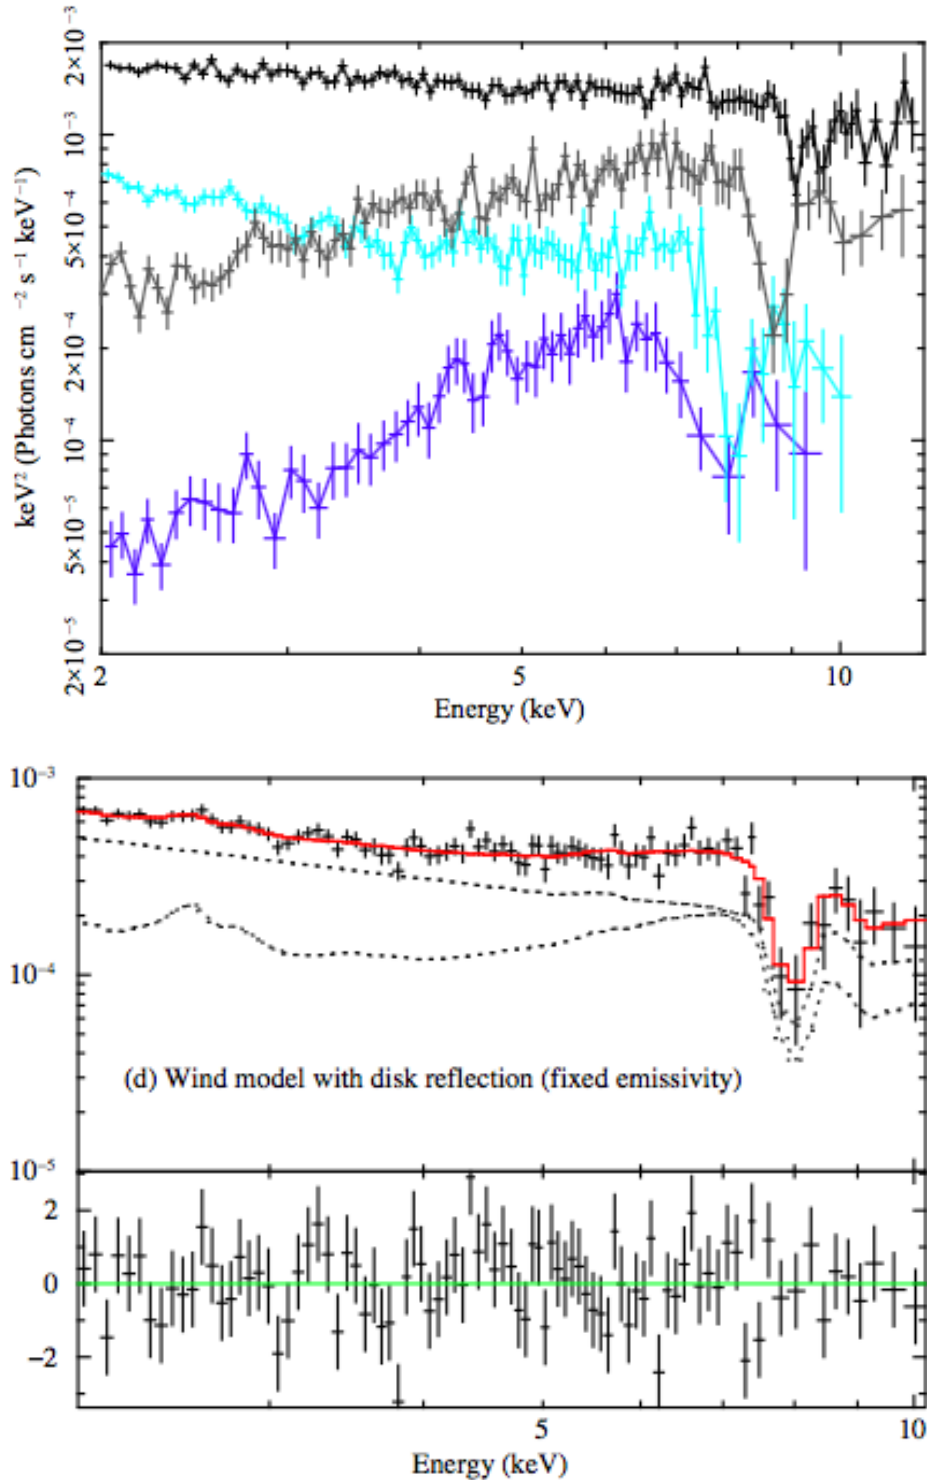 2×10⁻³
10⁻³
5×10⁻⁴
2×10⁻⁴
10⁻⁴
5×10⁻⁵
2×10⁻⁵
keV² (Photons cm ⁻² s⁻¹ keV⁻¹)
2 5 10
Energy (keV)
10⁻³
10⁻⁴
(d) Wind model with disk reflection (fixed emissivity)
10⁻⁵
2
0
−2
5 10
Energy (keV)